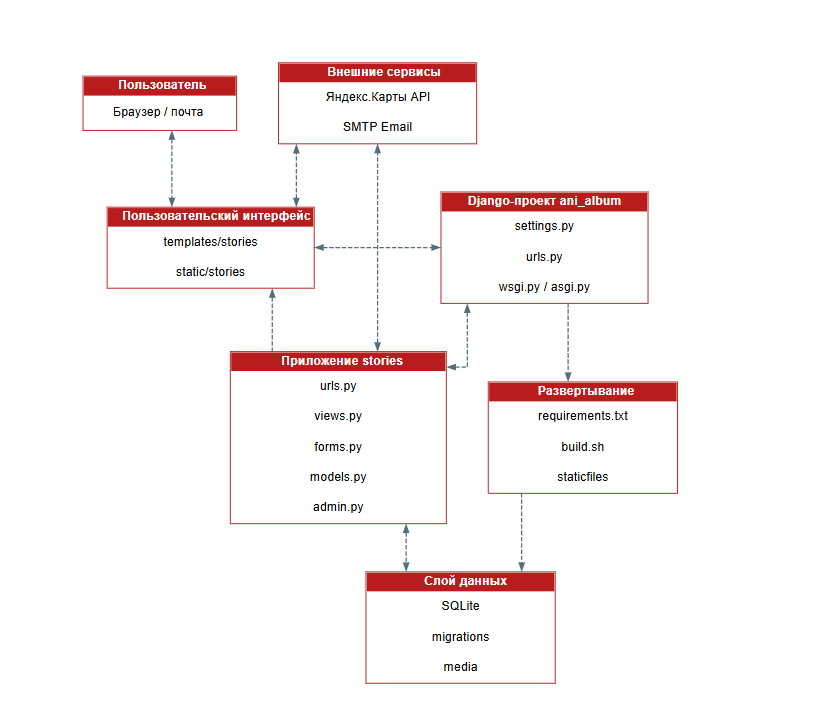 Пользователь
Браузер / почта
Внешние сервисы
Яндекс.Карты API
SMTP Email
Пользовательский интерфейс
templates/stories
static/stories
Django-проект ani_album
settings.py
urls.py
wsgi.py / asgi.py
Приложение stories
urls.py
views.py
forms.py
models.py
admin.py
Развертывание
requirements.txt
build.sh
staticfiles
Слой данных
SQLite
migrations
media